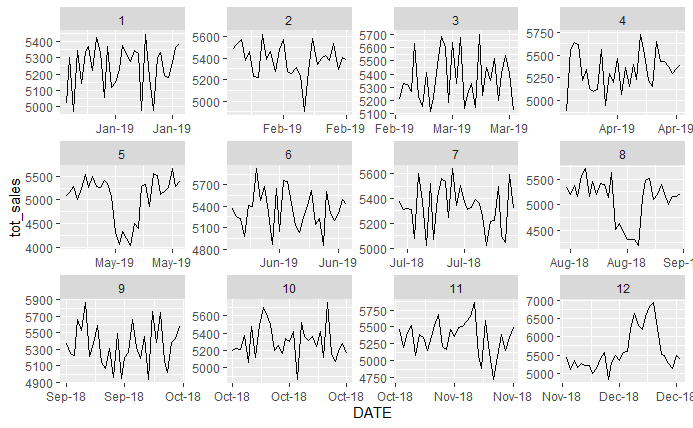 1 2 3 4
5400 5300 5200 5100 5000
5600 5400 5200 5000
5700 5600 5500 5400 5300 5200 5100
5750 5500 5250 5000
Jan-19 Jan-19 Feb-19 Feb-19 Feb-19 Mar-19 Mar-19 Apr-19 Apr-19
5 6 7 8
5500 5000 4500 4000
5700 5400 5100 4800
5600 5400 5200 5000
5500 5000 4500
May-19 May-19 Jun-19 Jun-19 Jul-18 Jul-18 Aug-18 Aug-18 Sep-1
9 10 11 12
5900 5700 5500 5300 5100 4900
5750 5500 5250 5000
5750 5500 5250 5000 4750
7000 6500 6000 5500 5000
Sep-18 Sep-18 Oct-18 Oct-18 Oct-18 Oct-18 Oct-18 Nov-18 Nov-18 Nov-18 Dec-18 Dec-18
tot_sales
DATE